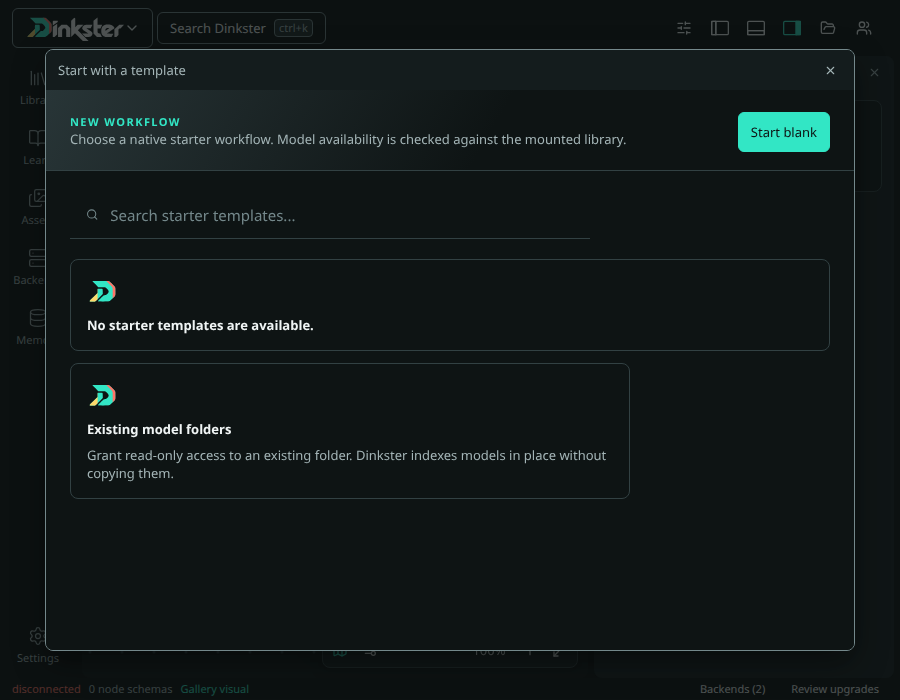 Dinkster
Search Dinkster ctrl+k
Start with a template
NEW WORKFLOW
Choose a native starter workflow. Model availability is checked against the mounted library.
Start blank
Search starter templates...
No starter templates are available.
Existing model folders
Grant read-only access to an existing folder. Dinkster indexes models in place without
copying them.
Settings
disconnected 0 node schemas Gallery visual
Backends (2) Review upgrades